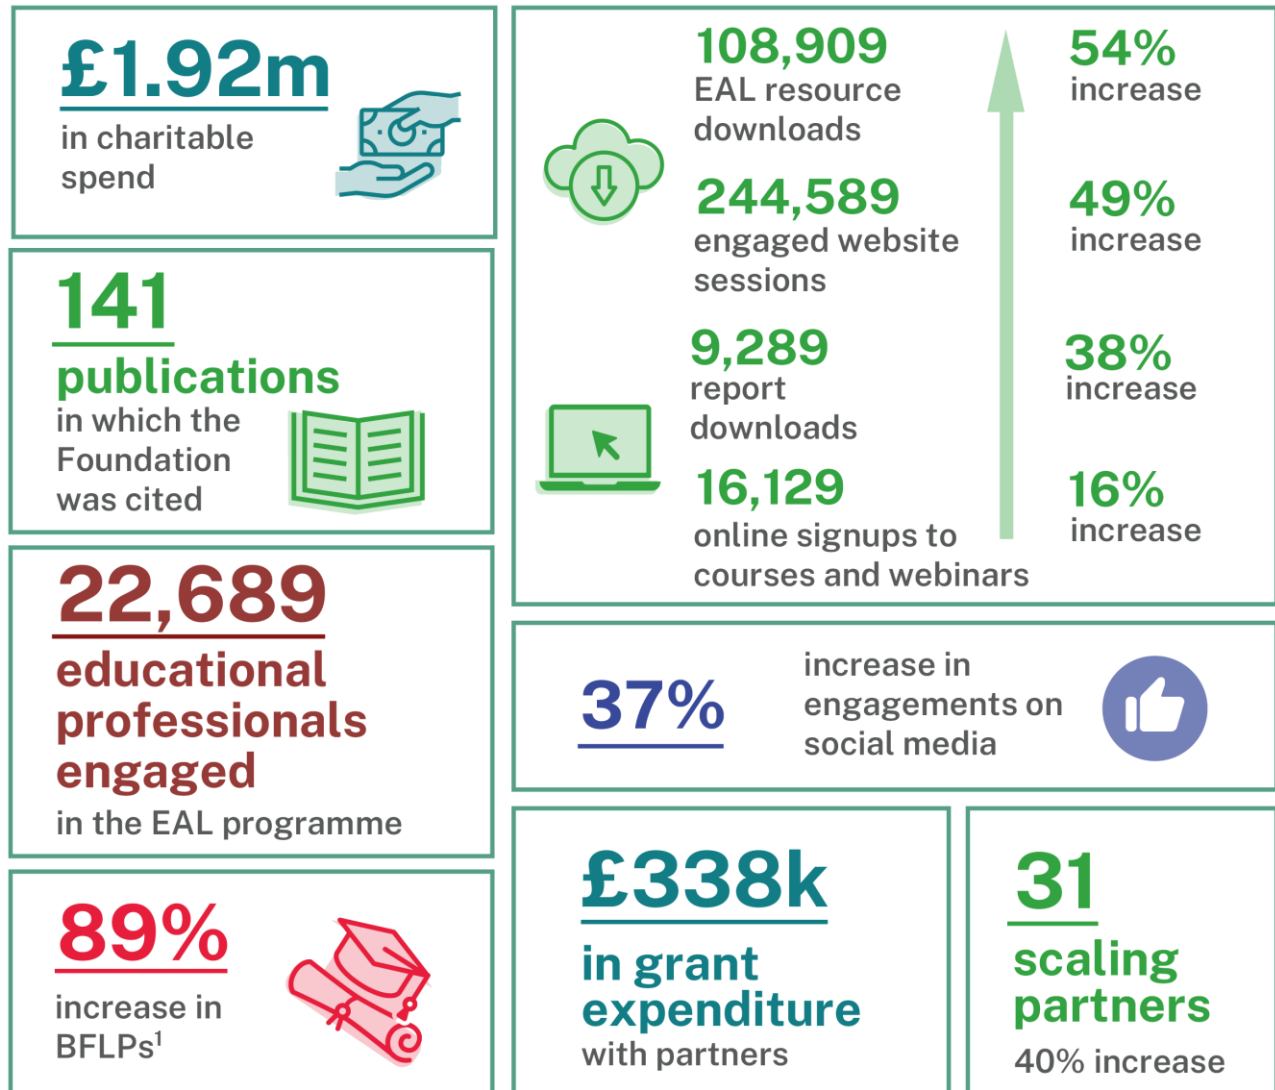 £1.92m
in charitable
spend
141
publications
in which the
Foundation
was cited
22,689
educational
professionals
engaged
in the EAL programme
89%
increase in
BFLPs¹
108,909
EAL resource
downloads
54%
increase
244,589
engaged website
sessions
49%
increase
9,289
report
downloads
38%
increase
16,129
online signups to
courses and webinars
16%
increase
37%
increase in
engagements on
social media
£338k
in grant
expenditure
with partners
31
scaling
partners
40% increase